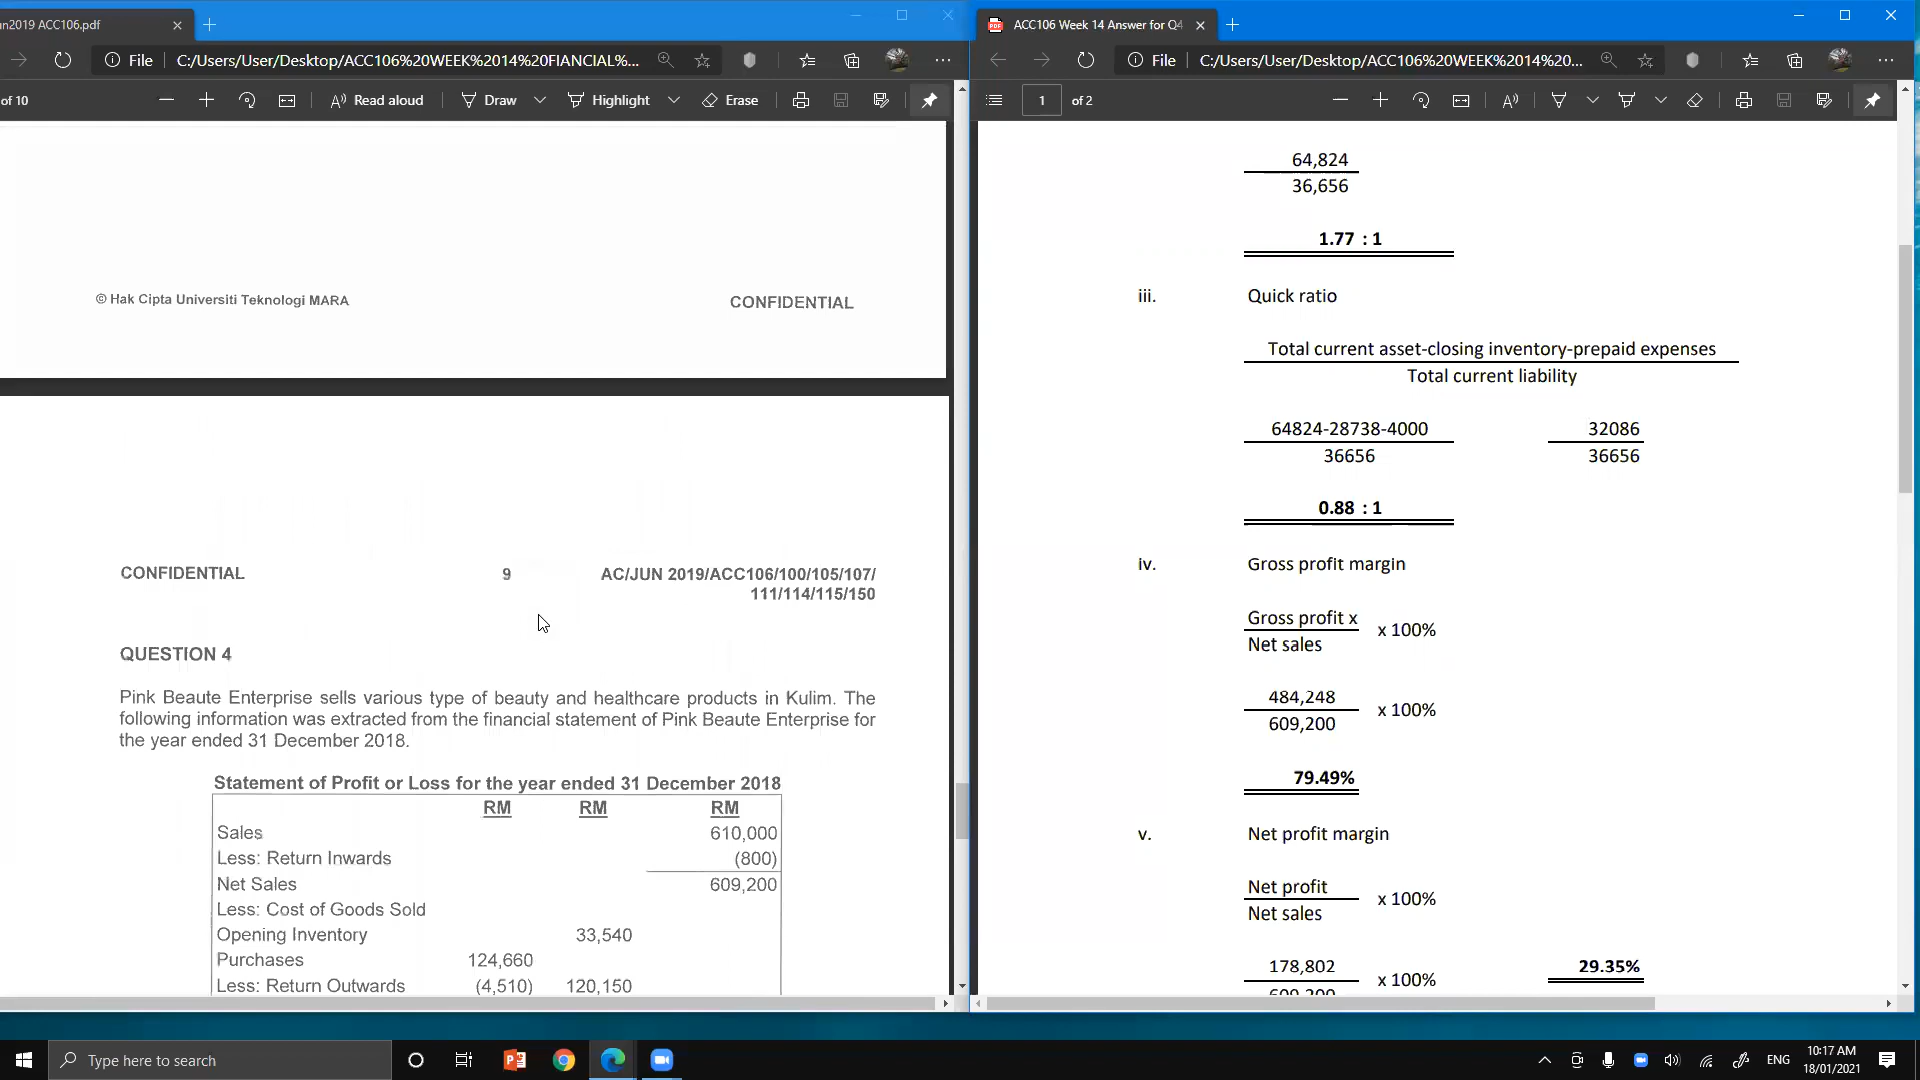 un2019 ACC106.pdf
File
C:/Users/User/Desktop/ACC106%20WEEK%2014%20FIANCIAL%...
of 10
Read aloud
Draw
Highlight
Erase
© Hak Cipta Universiti Teknologi MARA
CONFIDENTIAL
CONFIDENTIAL
9
AC/JUN 2019/ACC106/100/105/107/
111/114/115/150
QUESTION 4
Pink Beaute Enterprise sells various type of beauty and healthcare products in Kulim. The
following information was extracted from the financial statement of Pink Beaute Enterprise for
the year ended 31 December 2018.
Statement of Profit or Loss for the year ended 31 December 2018
RM RM RM
Sales 610,000
Less: Return Inwards (800)
Net Sales 609,200
Less: Cost of Goods Sold
Opening Inventory 33,540
Purchases 124,660
Less: Return Outwards (4,510) 120,150
ACC106 Week 14 Answer for Q4
File
C:/Users/User/Desktop/ACC106%20WEEK%2014%20...
1 of 2
64,824
36,656
1.77 : 1
iii. Quick ratio
Total current asset-closing inventory-prepaid expenses
Total current liability
64824-28738-4000 32086
36656 36656
0.88 : 1
iv. Gross profit margin
Gross profit x
x 100%
Net sales
484,248
x 100%
609,200
79.49%
v. Net profit margin
Net profit
x 100%
Net sales
178,802 29.35%
x 100%
609,200
Type here to search
ENG
10:17 AM
18/01/2021